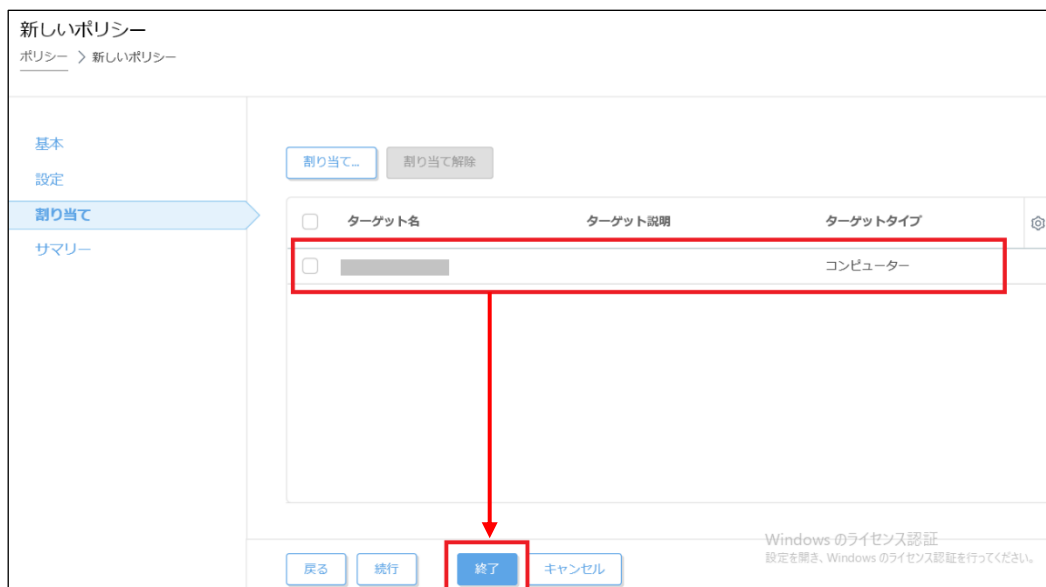 新しいポリシー
ポリシー > 新しいポリシー
基本
設定
割り当て
サマリー
割り当て... 割り当て解除
ターゲット名 ターゲット説明 ターゲットタイプ
コンピューター
戻る 続行 終了 キャンセル
Windows のライセンス認証
設定を開き、Windows のライセンス認証を行ってください。